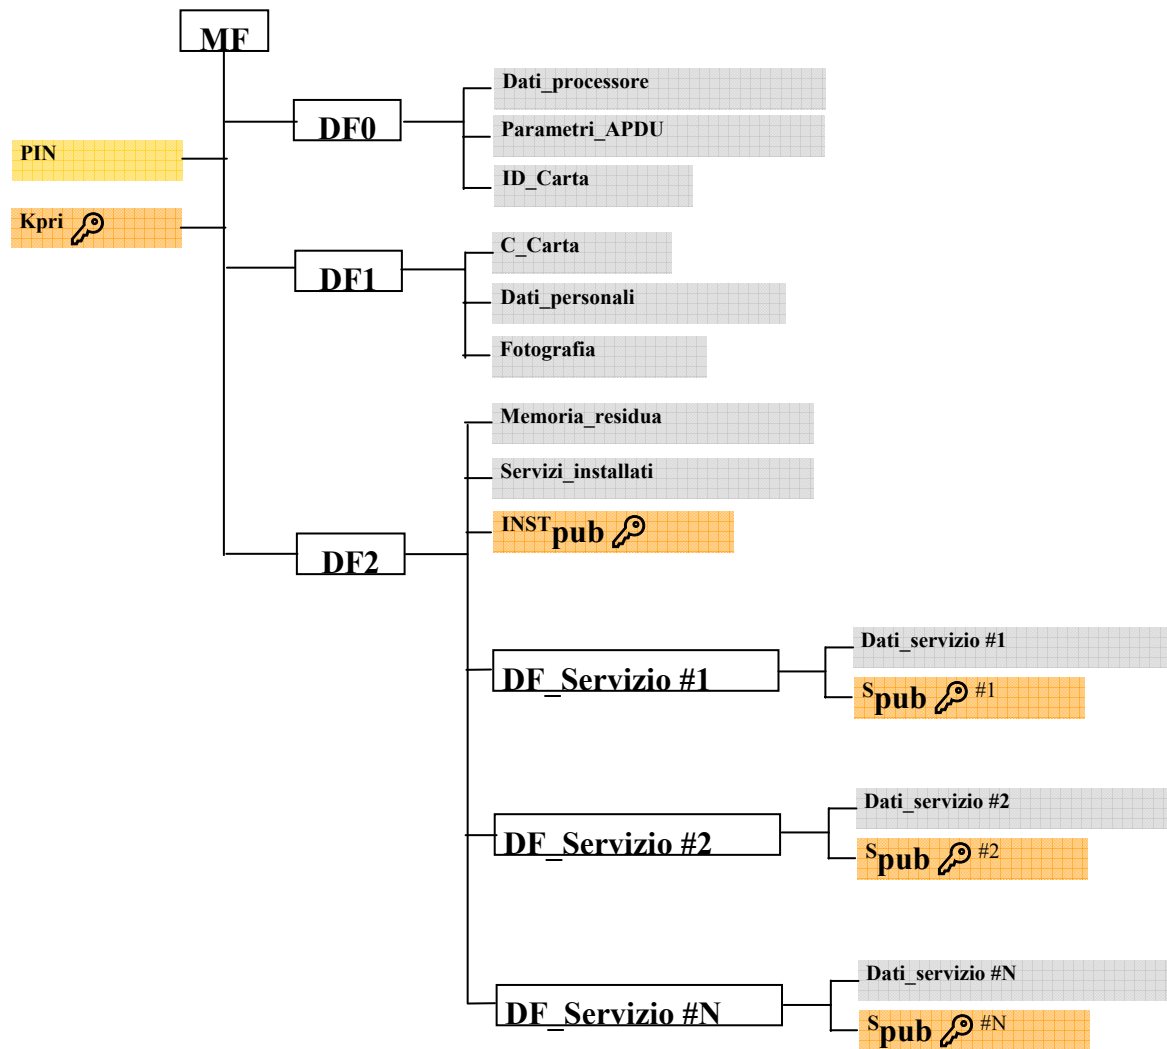 MF
Dati_processore
DF0
Parametri_APDU
PIN
ID_Carta
Kpri
C_Carta
DF1
Dati_personali
Fotografia
Memoria_residua
Servizi_installati
INSTpub
DF2
Dati_servizio #1
DF_Servizio #1
Spub #1
Dati_servizio #2
DF_Servizio #2
Spub #2
Dati_servizio #N
DF_Servizio #N
Spub #N